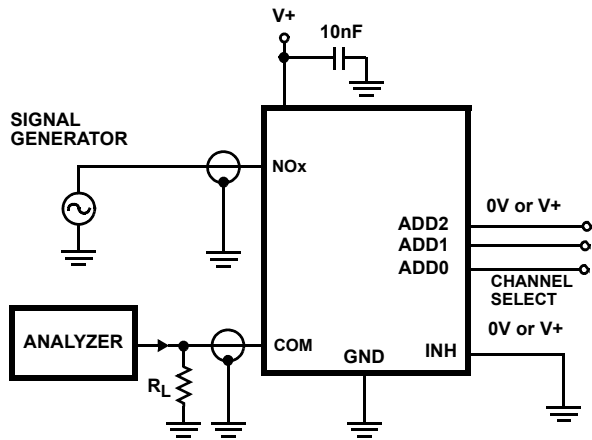 V+
10nF
SIGNAL
GENERATOR
NOx
ADD2
0V or V+
ADD1
ADD0
CHANNEL
SELECT
ANALYZER
COM
0V or V+
GND
INH
RL